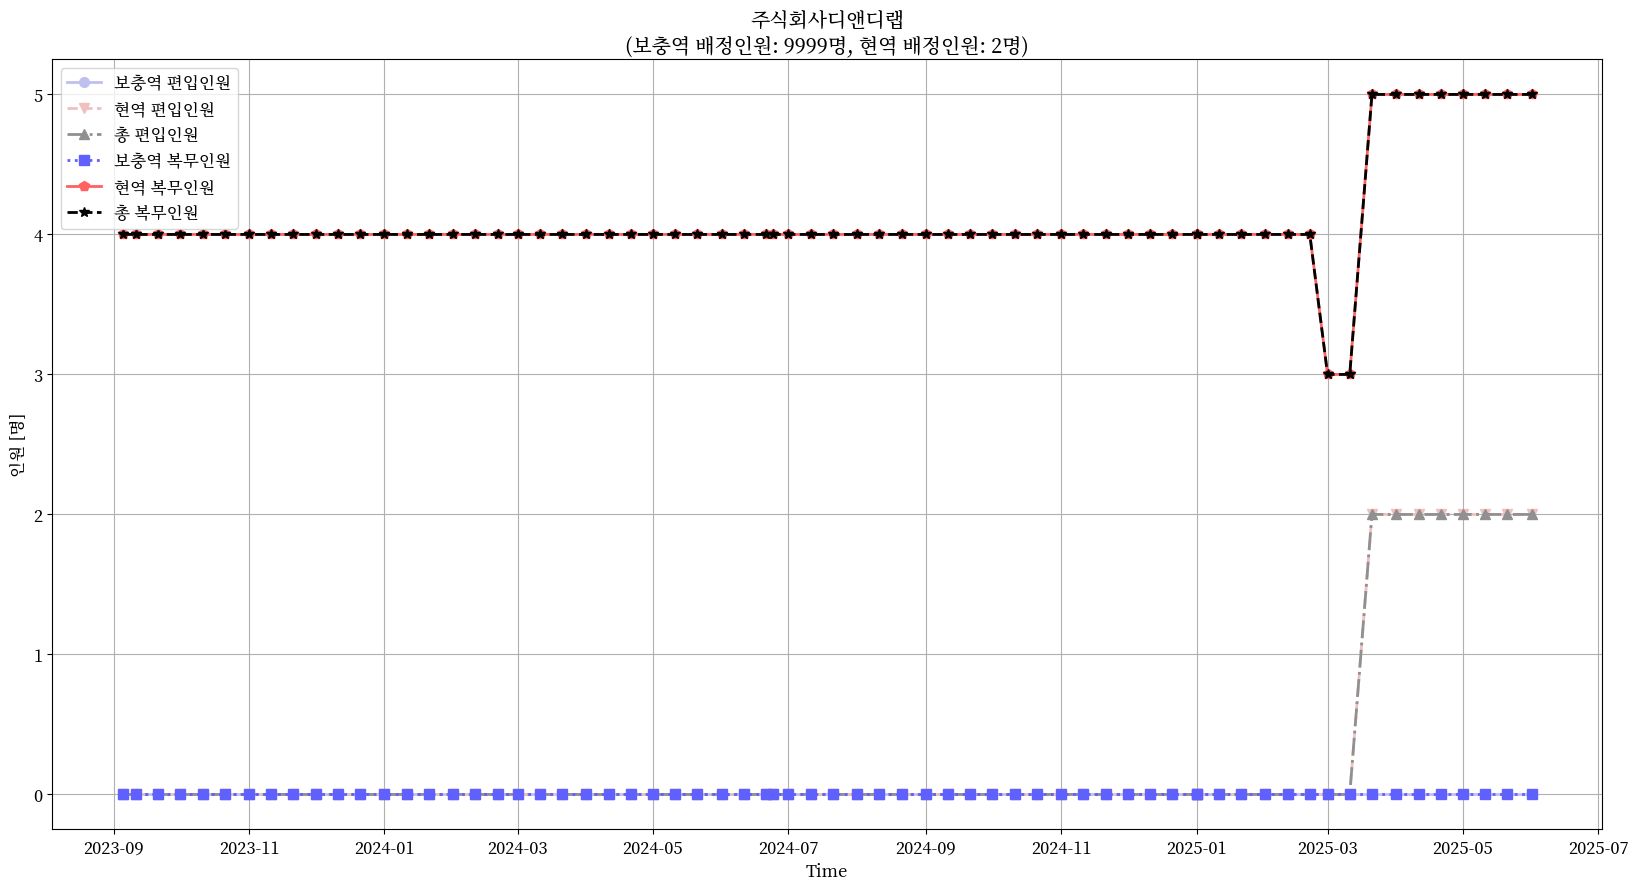 주식회사디앤디랩
(보충역 배정인원: 9999명, 현역 배정인원: 2명)
보충역 편입인원
현역 편입인원
총 편입인원
보충역 복무인원
현역 복무인원
총 복무인원
5
4
3
2
1
0
인원 [명]
2023-09
2023-11
2024-01
2024-03
2024-05
2024-07
2024-09
2024-11
2025-01
2025-03
2025-05
2025-07
Time